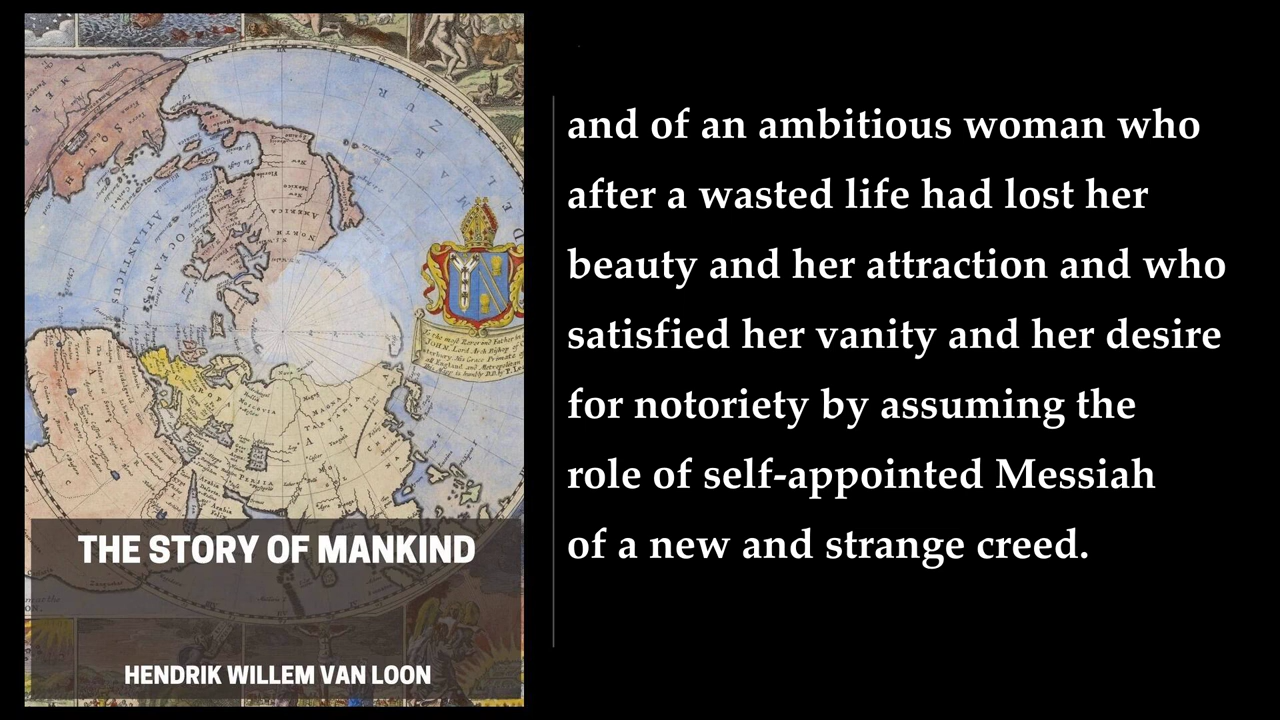 THE STORY OF MANKIND
HENDRIK WILLEM VAN LOON
and of an ambitious woman who
after a wasted life had lost her
beauty and her attraction and who
satisfied her vanity and her desire
for notoriety by assuming the
role of self-appointed Messiah
of a new and strange creed.